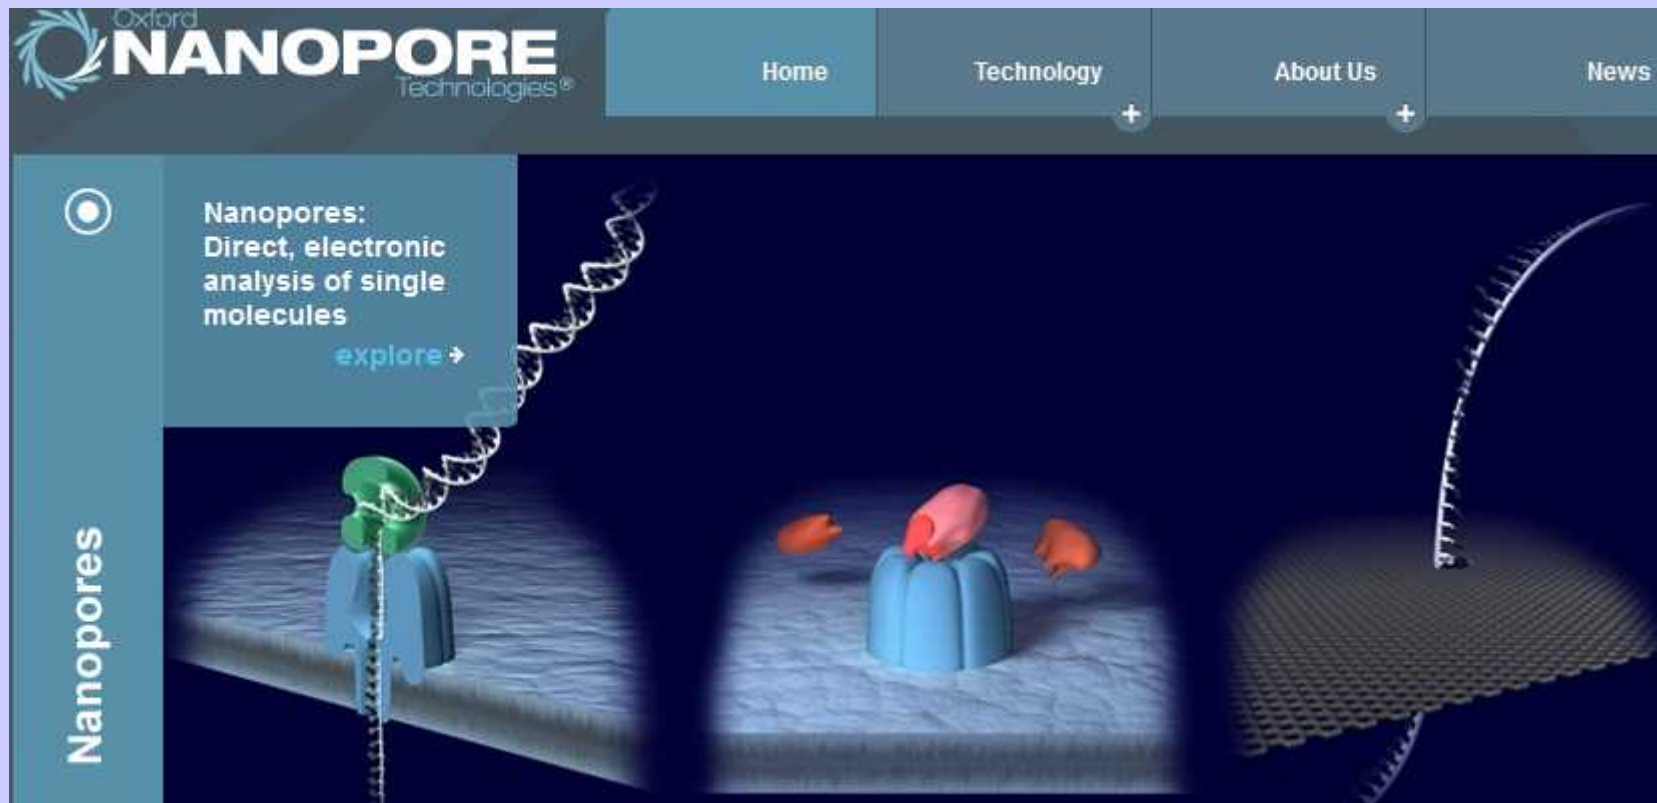 Oxford
NANOPORE
Technologies®
Home
Technology
+
About Us
+
News
Nanopores:
Direct, electronic
analysis of single
molecules
explore
Nanopores